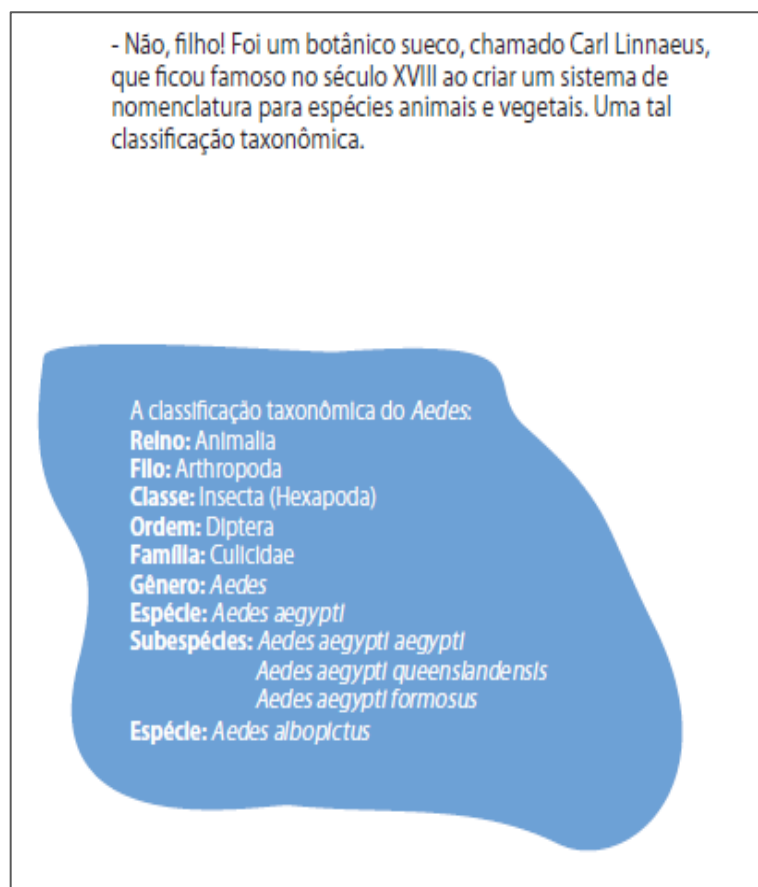 - Não, filho! Foi um botânico sueco, chamado Carl Linnaeus,
que ficou famoso no século XVIII ao criar um sistema de
nomenclatura para espécies animais e vegetais. Uma tal
classificação taxonômica.
A classificação taxonômica do Aedes:
Reino: Animalia
Filo: Arthropoda
Classe: Insecta (Hexapoda)
Ordem: Diptera
Família: Culicidae
Gênero: Aedes
Espécie: Aedes aegypti
Subespécies: Aedes aegypti aegypti
Aedes aegypti queenslandensis
Aedes aegypti formosus
Espécie: Aedes albopictus